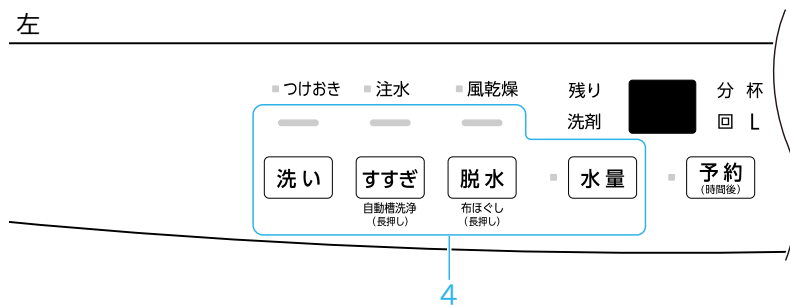 左
つけおき 注水 風乾燥 残り 分 杯
洗剤 回 L
洗い すすぎ 脱水 水量 予約
(時間後)
自動槽洗浄 布ほぐし
(長押し) (長押し)
4